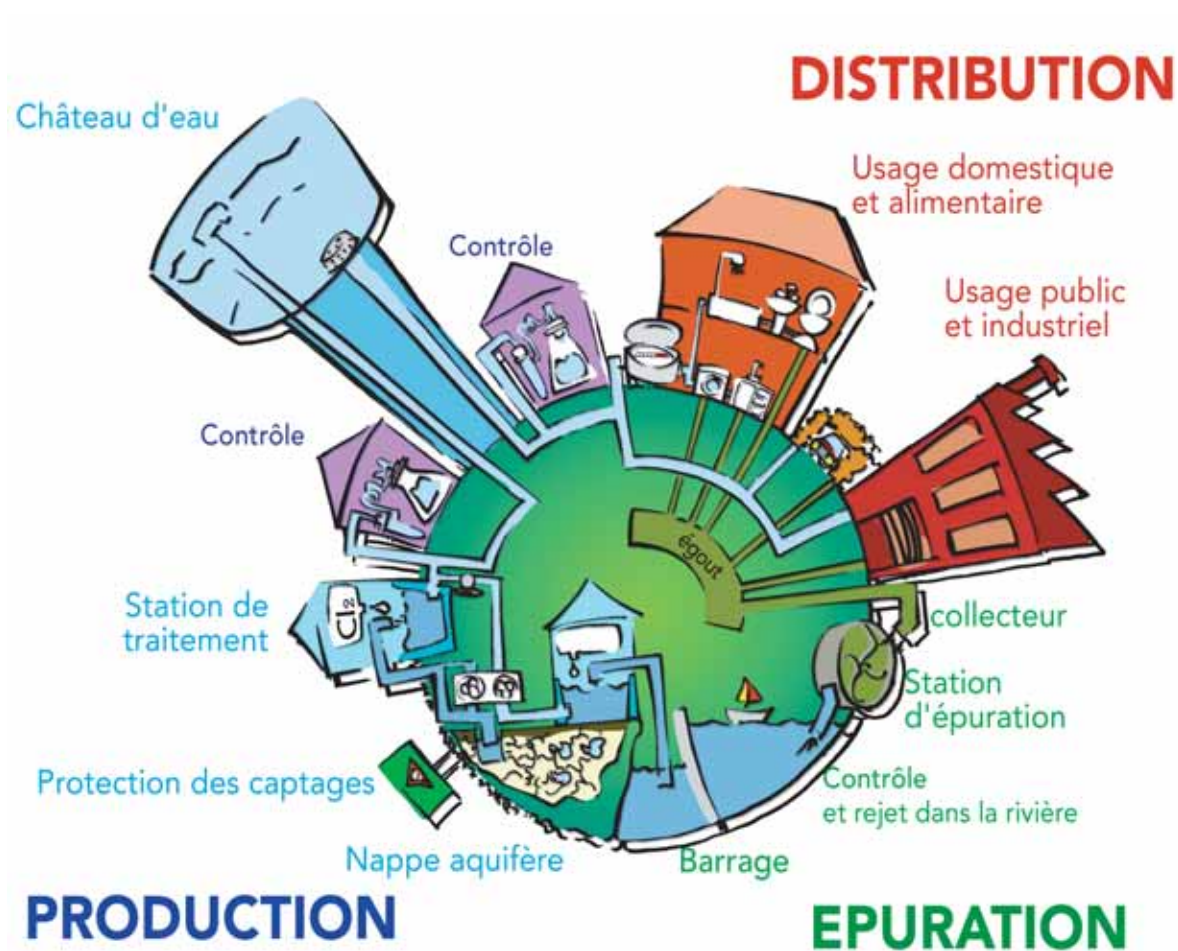 DISTRIBUTION
Château d'eau
Usage domestique
et alimentaire
Contrôle
Usage public
et industriel
Contrôle
égout
Cl2
Station de
traitement
collecteur
Station
d'épuration
Protection des captages
Contrôle
et rejet dans la rivière
Nappe aquifère
Barrage
PRODUCTION
EPURATION